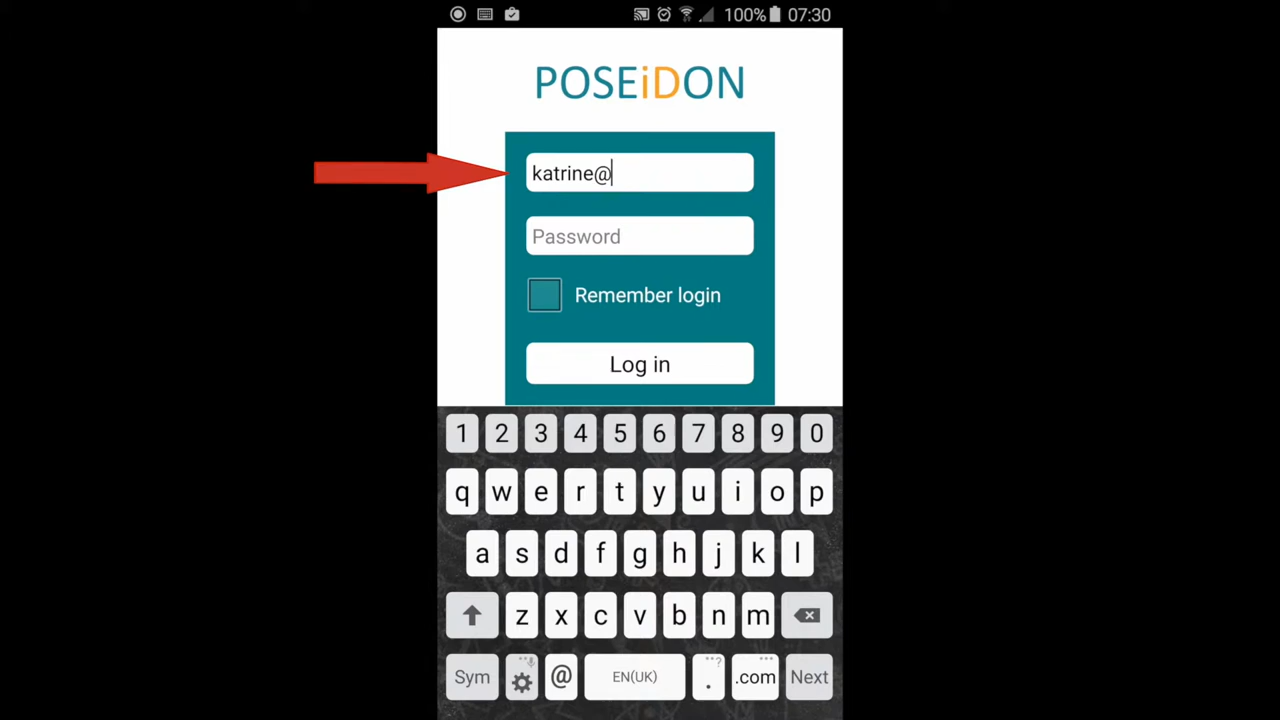 100% 07:30
POSEiDON
katrine@
Password
Remember login
Log in
1 2 3 4 5 6 7 8 9 0
q w e r t y u i o p
a s d f g h j k l
z x c v b n m
Sym @ EN(UK) . .com Next